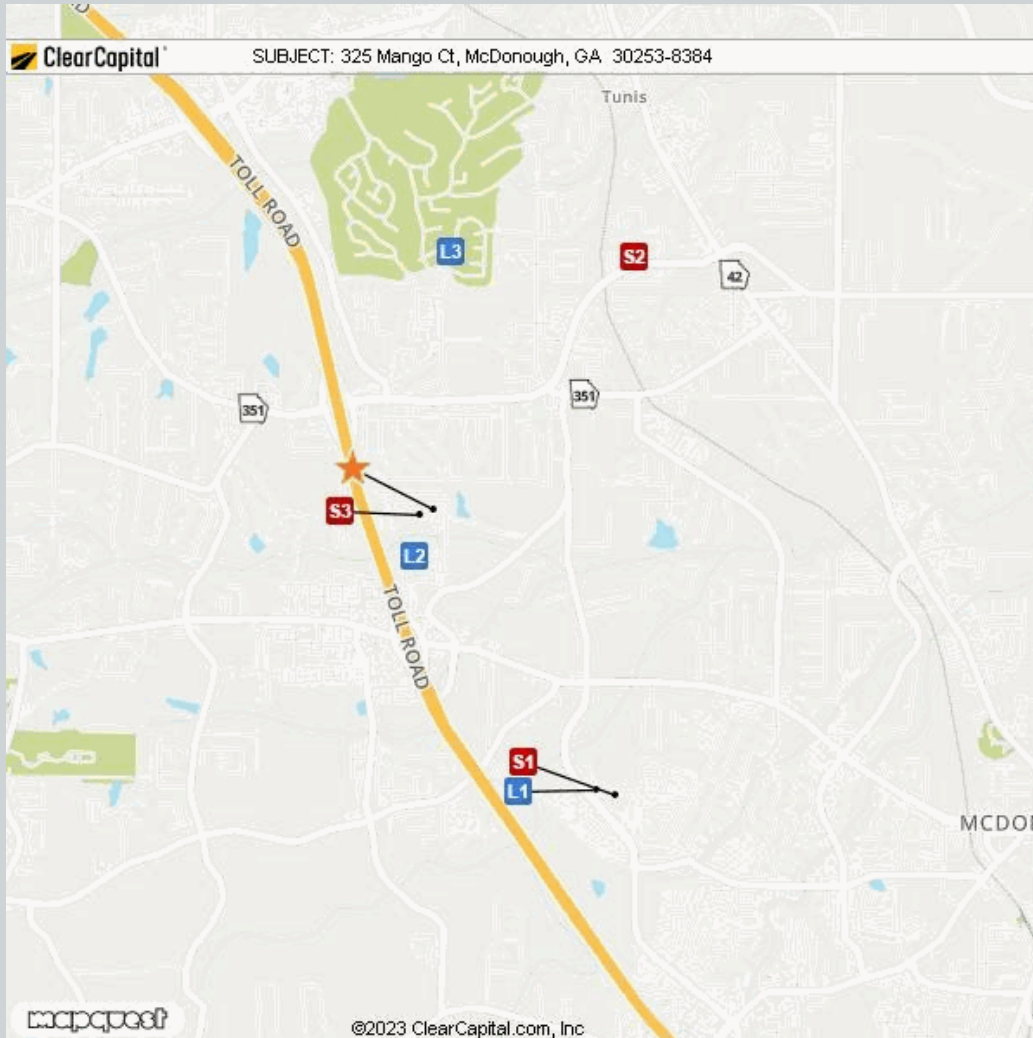 ClearCapital
SUBJECT: 325 Mango Ct, McDonough, GA 30253-8384
Tunis
TOLL ROAD
L3
S2
42
351
351
S3
L2
TOLL ROAD
S1
L1
MCDO
mapquest
©2023 ClearCapital.com, Inc